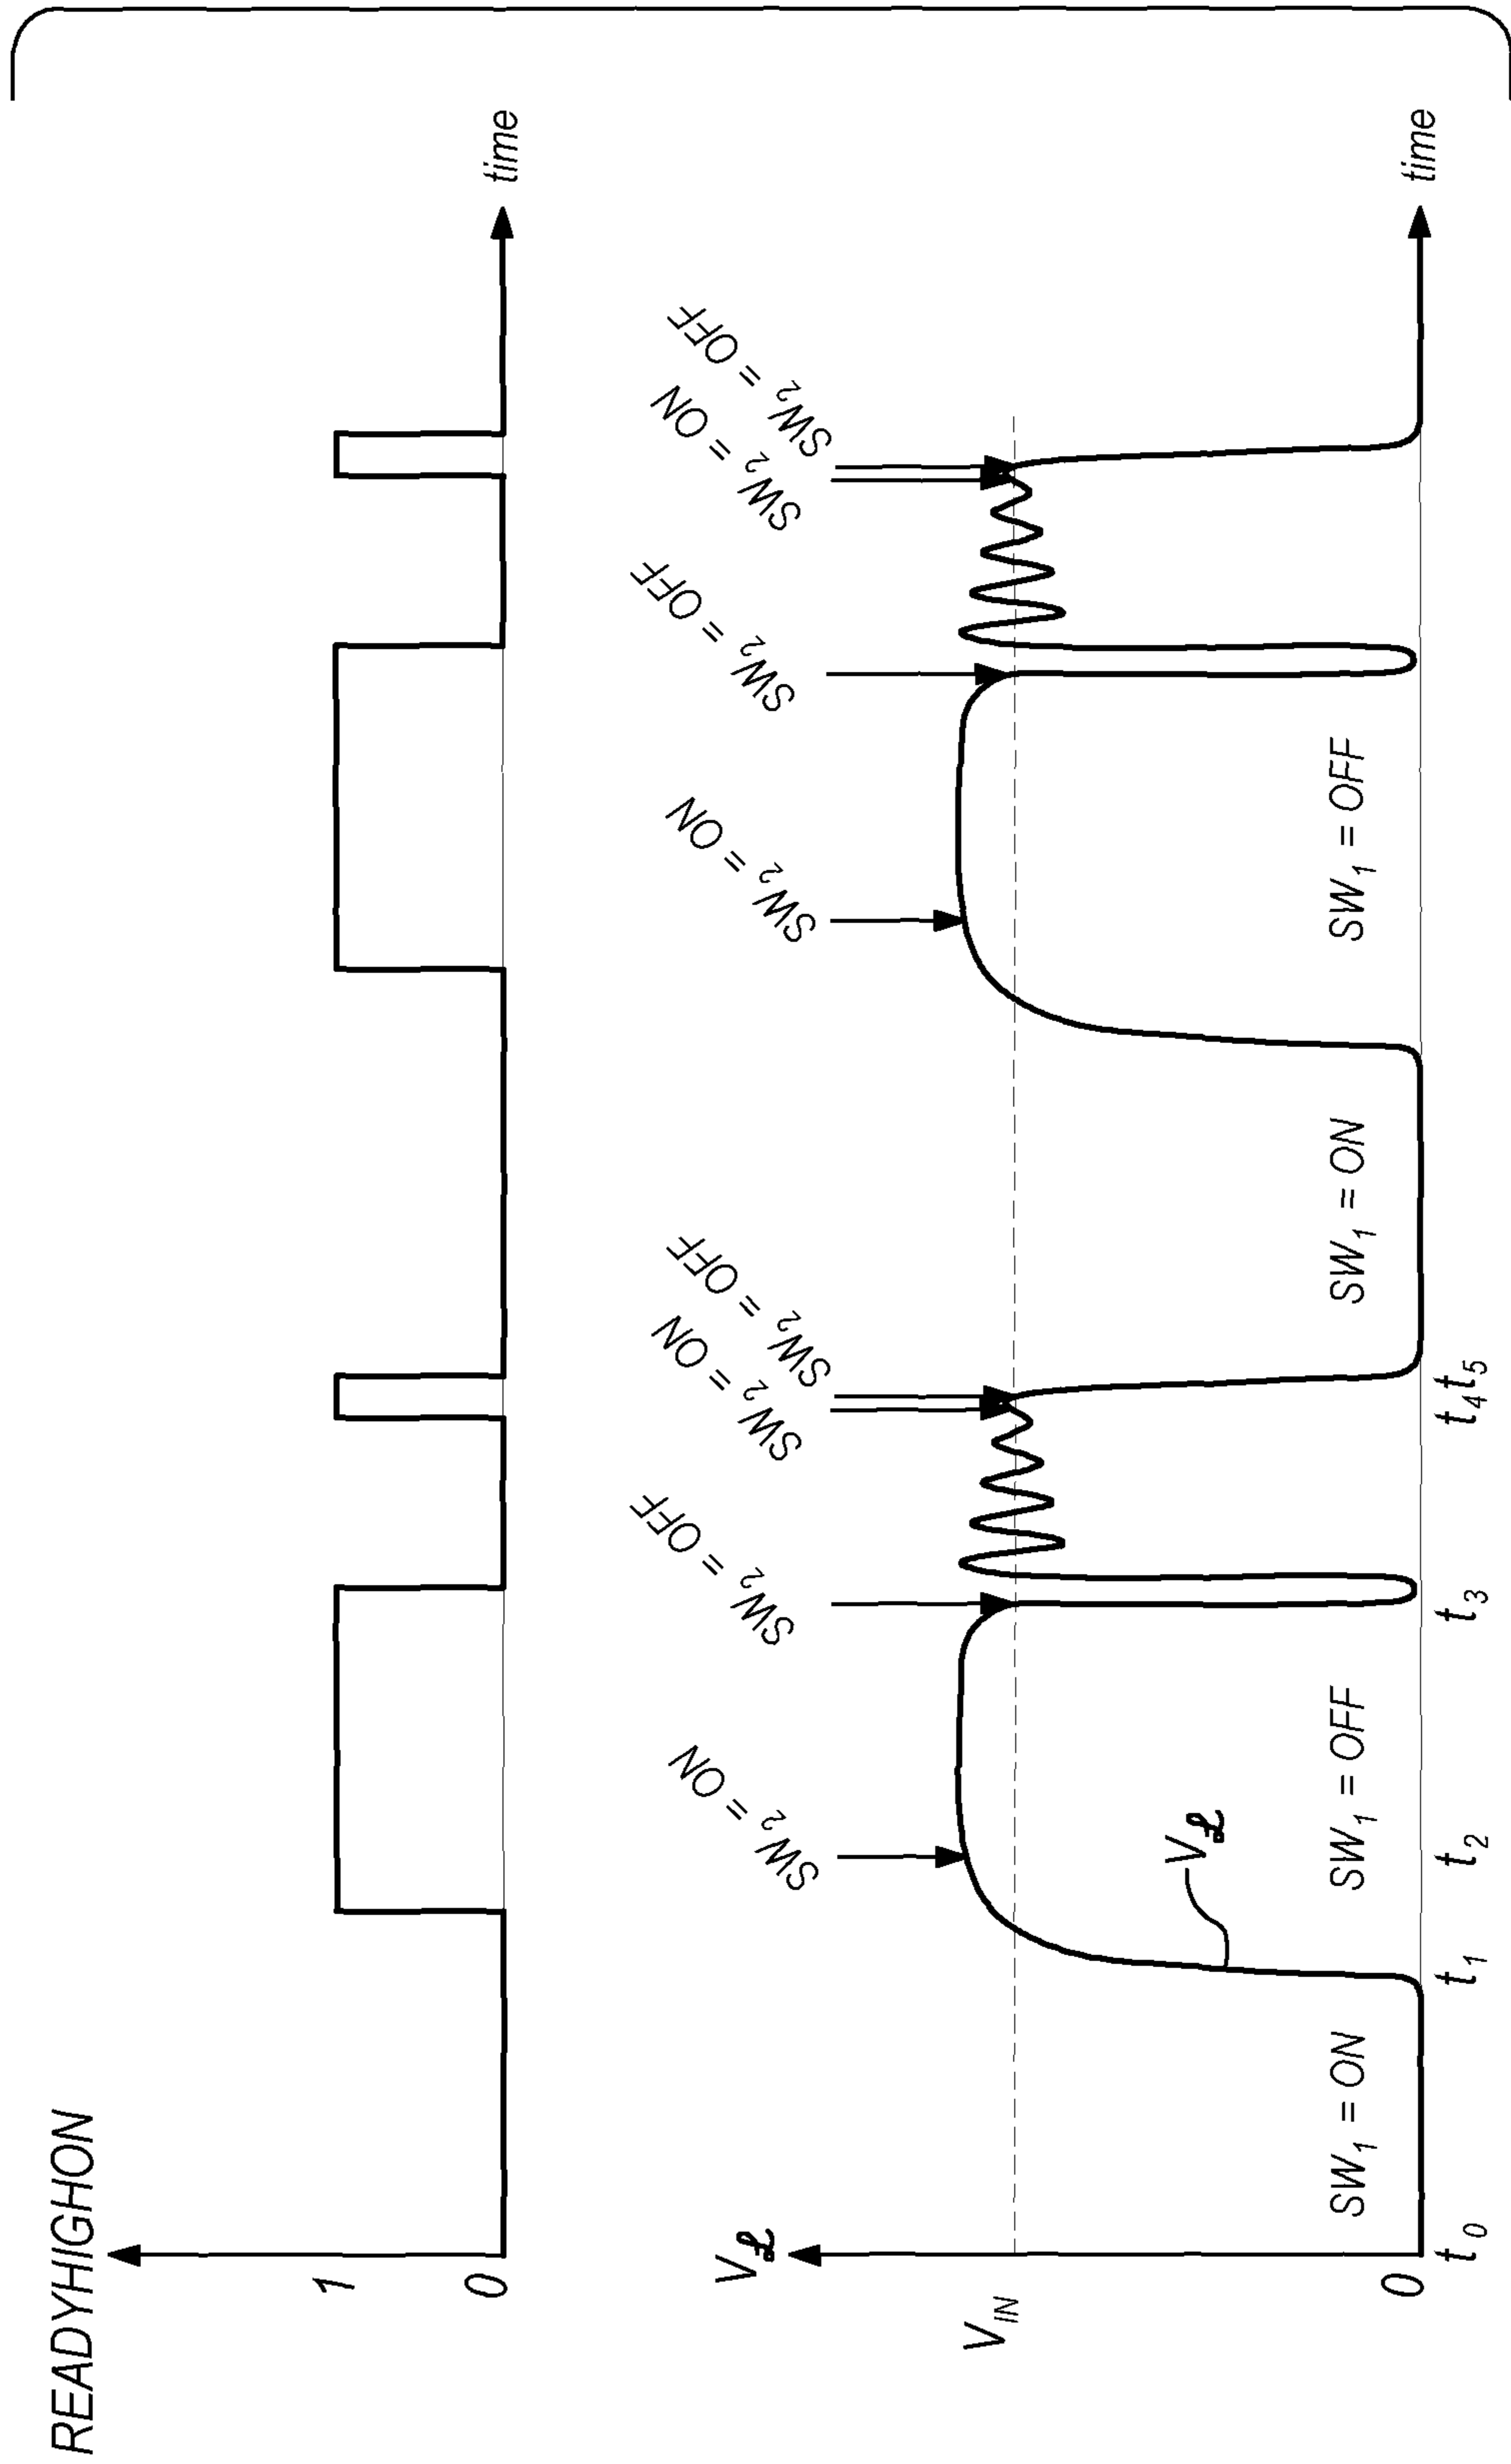 READYHIGHON
1
0
time
SW2 = ON
SW2 = OFF
SW2 = ON
SW2 = OFF
SW2 = ON
SW2 = OFF
SW2 = ON
SW2 = OFF
Vℒ
VIN
Vℒ
SW1 = ON
SW1 = OFF
SW1 = ON
SW1 = OFF
0
time
t0
t1
t2
t3
t4
t5